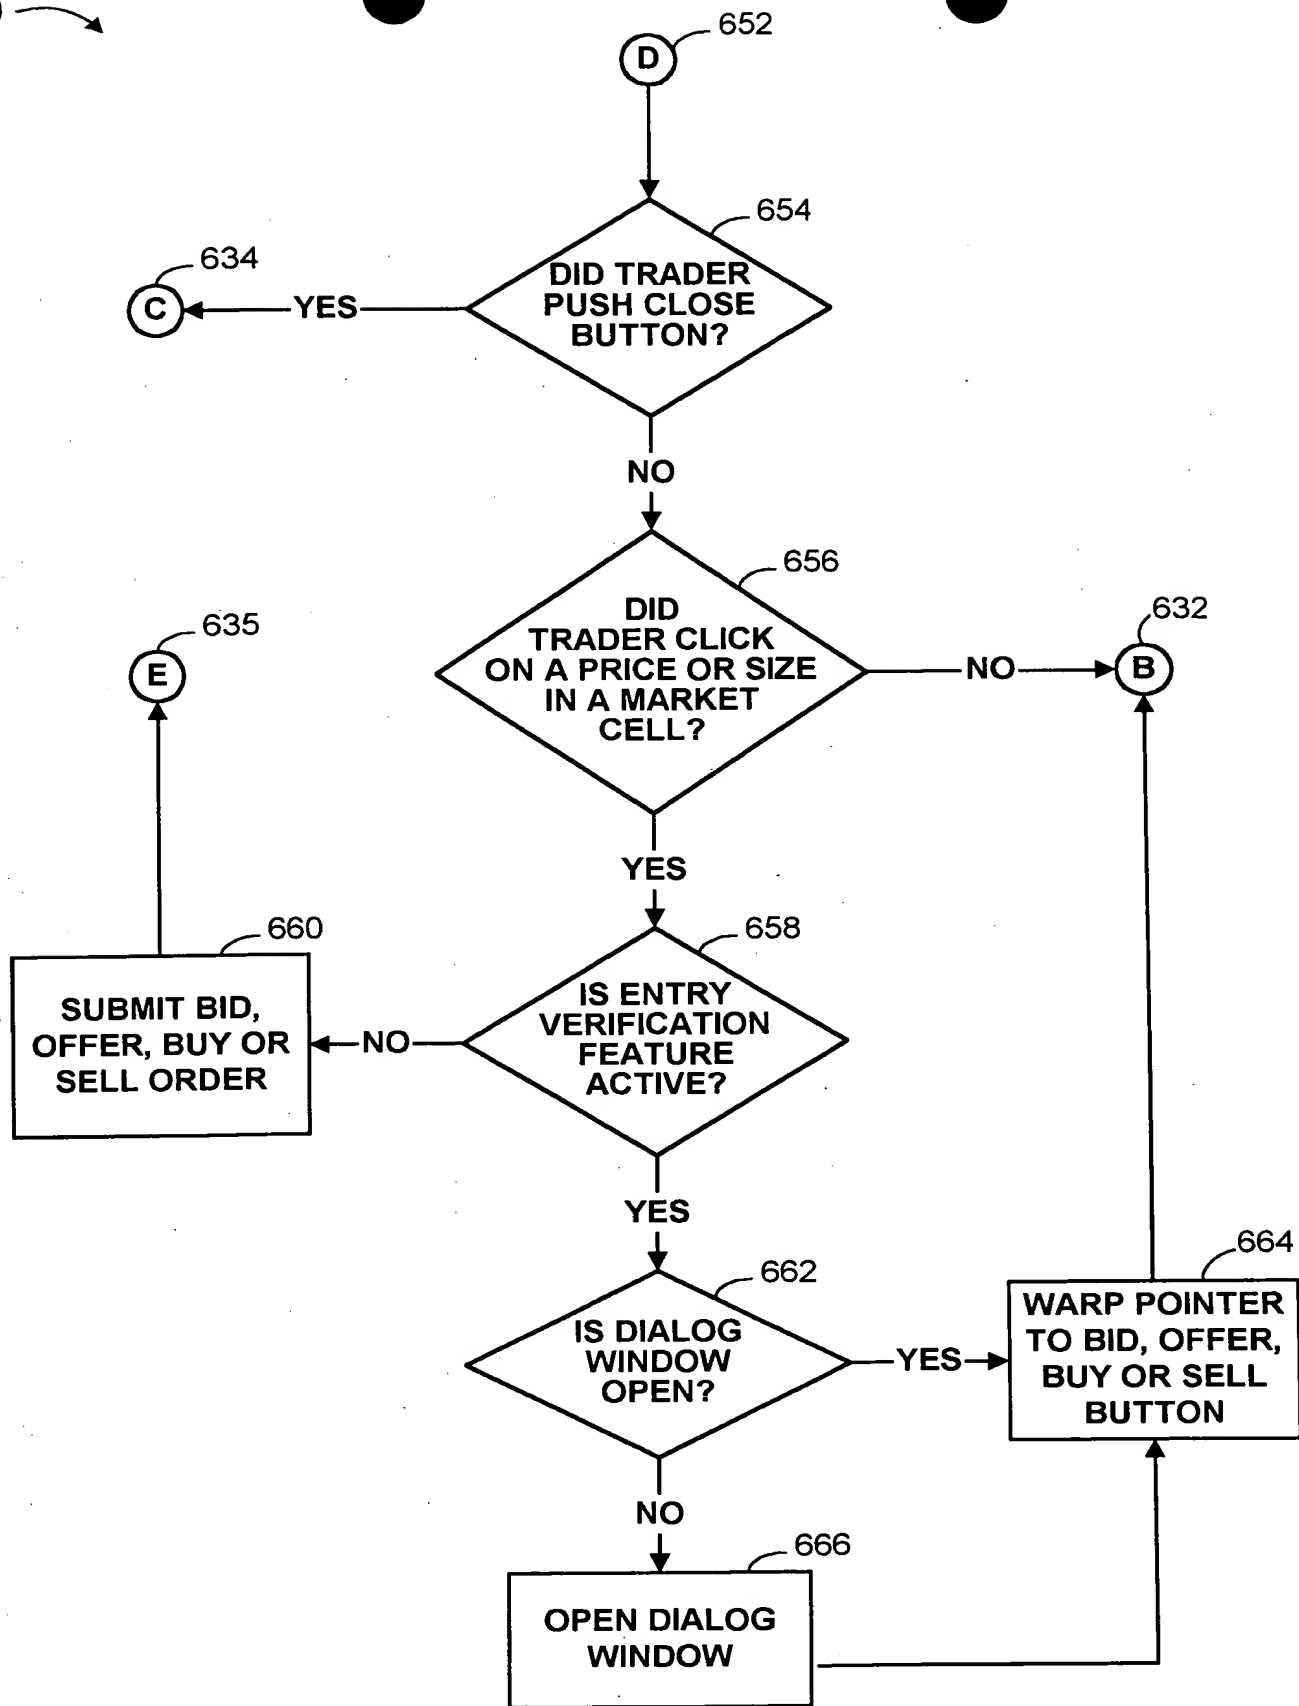 652
D
654
634
DID TRADER
PUSH CLOSE
BUTTON?
C
YES
NO
656
DID
TRADER CLICK
ON A PRICE OR SIZE
IN A MARKET
CELL?
635
632
E
NO
B
YES
660
658
SUBMIT BID,
OFFER, BUY OR
SELL ORDER
NO
IS ENTRY
VERIFICATION
FEATURE
ACTIVE?
YES
662
664
IS DIALOG
WINDOW
OPEN?
YES
WARP POINTER
TO BID, OFFER,
BUY OR SELL
BUTTON
NO
666
OPEN DIALOG
WINDOW